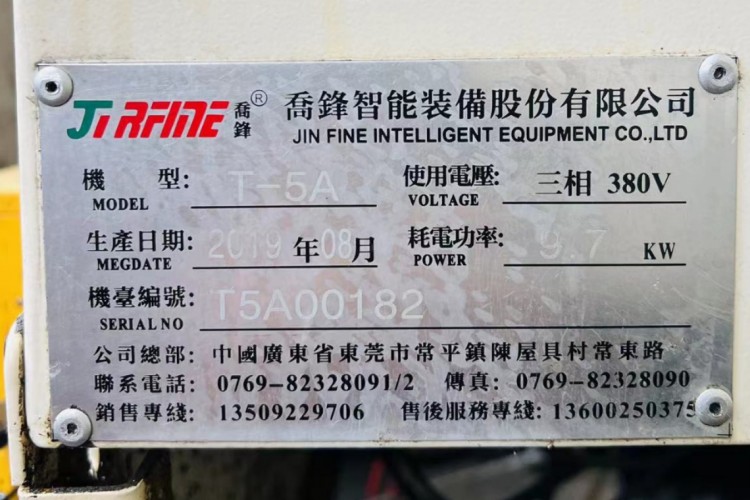 JIRFINE 喬鋒 ® 喬鋒智能装備股份有限公司
JIN FINE INTELLIGENT EQUIPMENT CO.,LTD
機 型: T-5A 使用電壓: 三相 380V
MODEL VOLTAGE
生產日期: 2019 年 08 月 耗電功率: 9.7 KW
MEGDATE POWER
機臺編號: T5A00182
SERIAL NO
公司總部: 中國廣東省東莞市常平鎮陳屋貝村常東路
聯系電話: 0769-82328091/2 傳真: 0769-82328090
銷售專綫: 13509229706 售後服務專綫: 13600250375